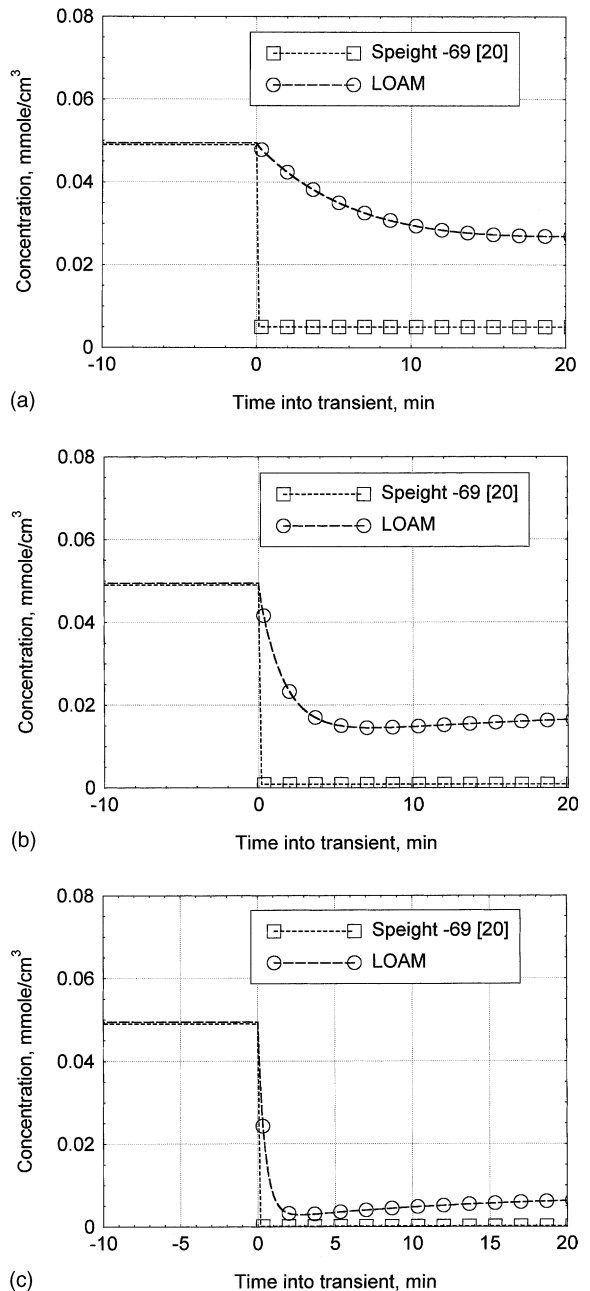 0.08
Speight -69 [20]
LOAM
0.06
0.04
0.02
0
Concentration, mmole/cm³
-10
0
10
20
Time into transient, min
(a)
0.08
Speight -69 [20]
LOAM
0.06
0.04
0.02
0
Concentration, mmole/cm³
-10
0
10
20
Time into transient, min
(b)
0.08
Speight -69 [20]
LOAM
0.06
0.04
0.02
0
Concentration, mmole/cm³
-10
-5
0
5
10
15
20
Time into transient, min
(c)